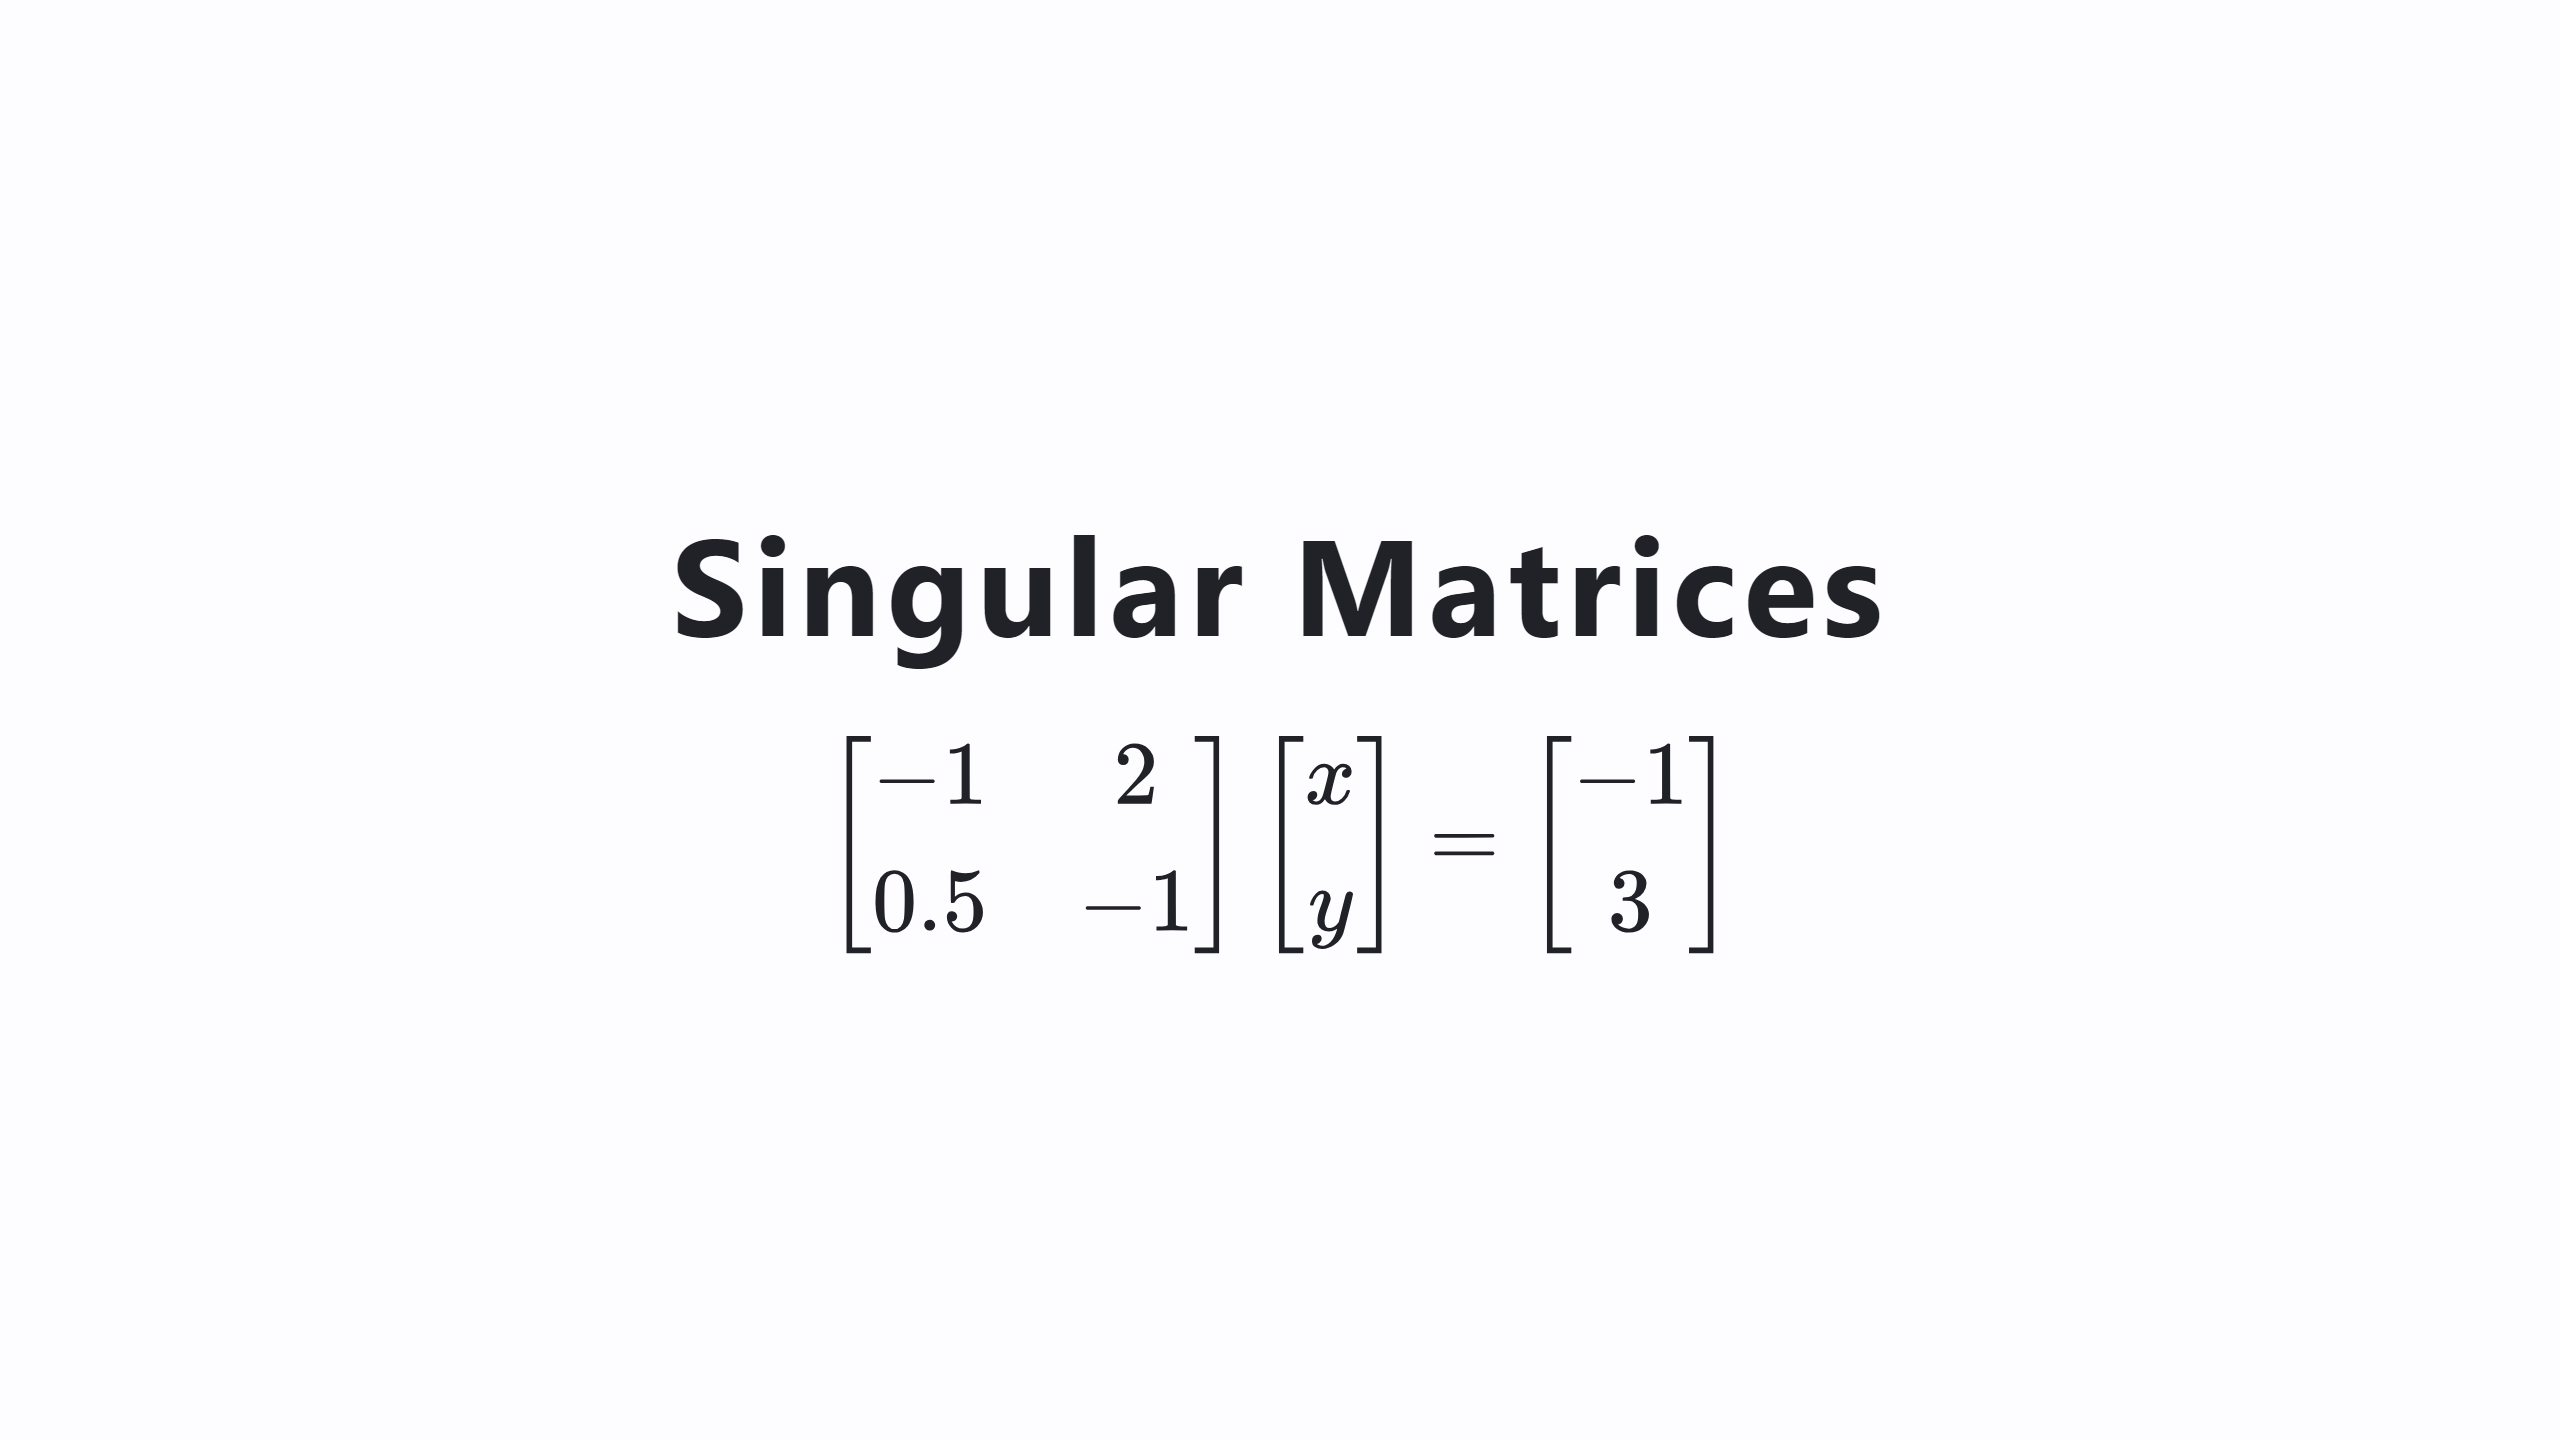 Singular Matrices
[−1 2
0.5 −1] [x
y] = [−1
3]